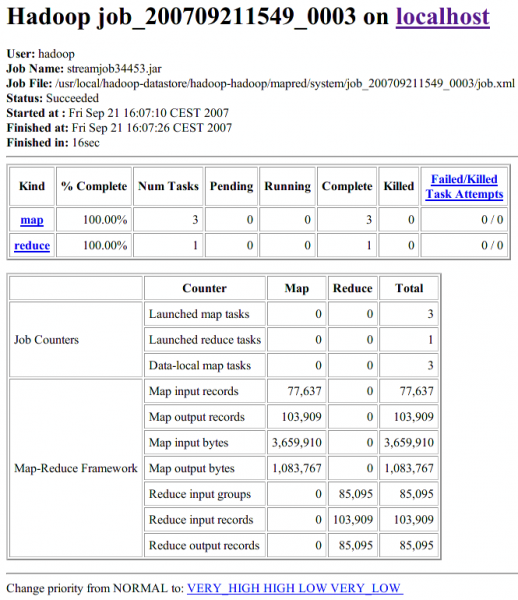 Hadoop job_200709211549_0003 on localhost
User: hadoop
Job Name: streamjob34453.jar
Job File: /usr/local/hadoop-datastore/hadoop-hadoop/mapred/system/job_200709211549_0003/job.xml
Status: Succeeded
Started at : Fri Sep 21 16:07:10 CEST 2007
Finished at: Fri Sep 21 16:07:26 CEST 2007
Finished in: 16sec
Kind % Complete Num Tasks Pending Running Complete Killed Failed/Killed
Task Attempts
map 100.00% 3 0 0 3 0 0 / 0
reduce 100.00% 1 0 0 1 0 0 / 0
Counter Map Reduce Total
Job Counters
Launched map tasks 0 0 3
Launched reduce tasks 0 0 1
Data-local map tasks 0 0 3
Map-Reduce Framework
Map input records 77,637 0 77,637
Map output records 103,909 0 103,909
Map input bytes 3,659,910 0 3,659,910
Map output bytes 1,083,767 0 1,083,767
Reduce input groups 0 85,095 85,095
Reduce input records 0 103,909 103,909
Reduce output records 0 85,095 85,095
Change priority from NORMAL to: VERY_HIGH HIGH LOW VERY_LOW